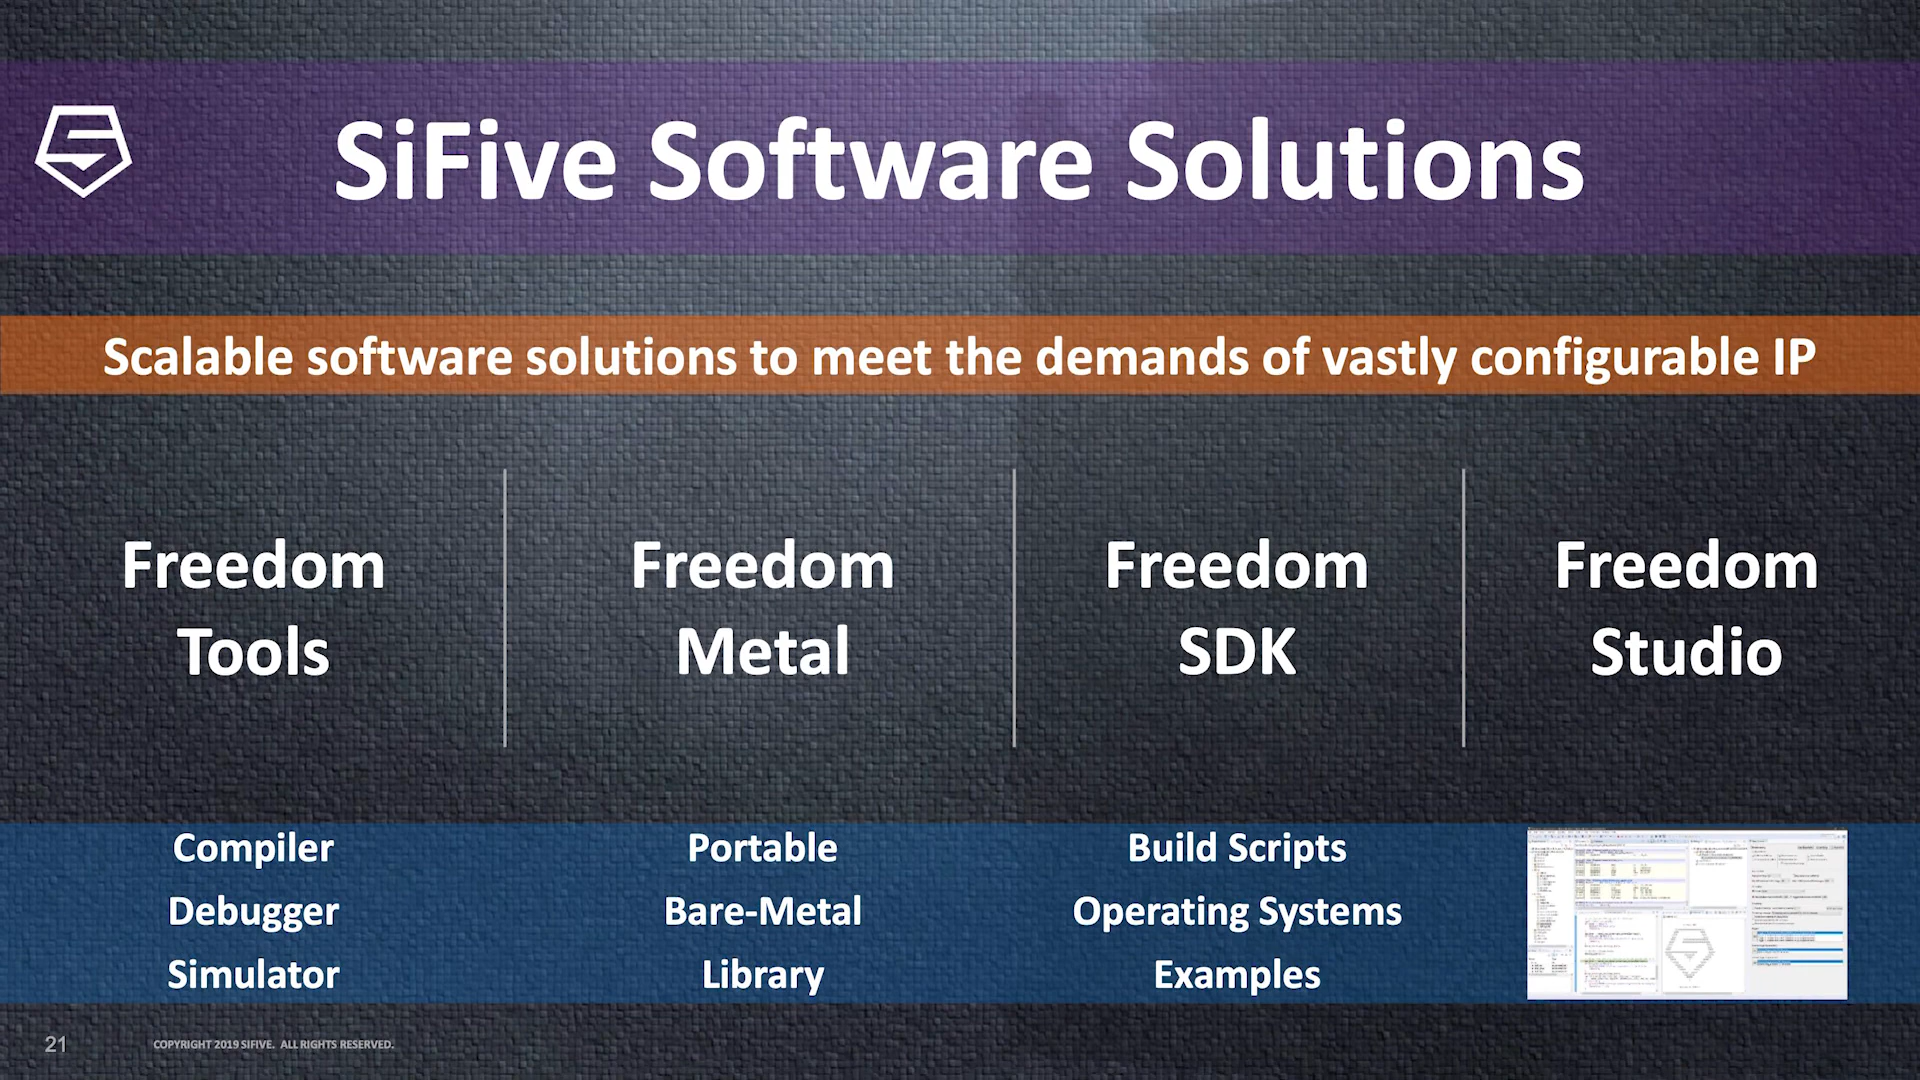 SiFive Software Solutions
Scalable software solutions to meet the demands of vastly configurable IP
Freedom
Tools
Freedom
Metal
Freedom
SDK
Freedom
Studio
Compiler
Debugger
Simulator
Portable
Bare-Metal
Library
Build Scripts
Operating Systems
Examples
21
COPYRIGHT 2019 SIFIVE. ALL RIGHTS RESERVED.